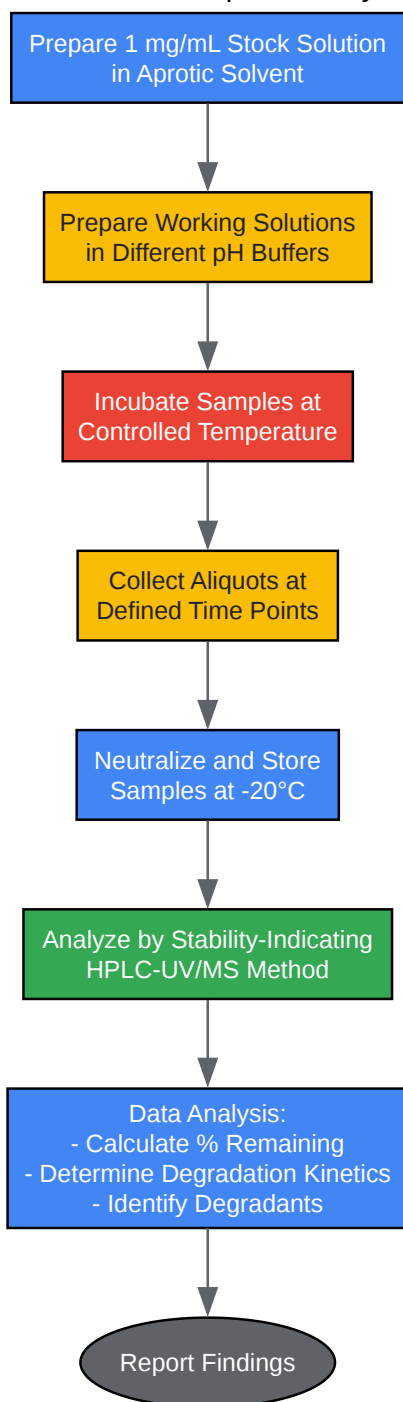 Prepare 1 mg/mL Stock Solution
in Aprotic Solvent
Prepare Working Solutions
in Different pH Buffers
Incubate Samples at
Controlled Temperature
Collect Aliquots at
Defined Time Points
Neutralize and Store
Samples at -20°C
Analyze by Stability-Indicating
HPLC-UV/MS Method
Data Analysis:
- Calculate % Remaining
- Determine Degradation Kinetics
- Identify Degradants
Report Findings